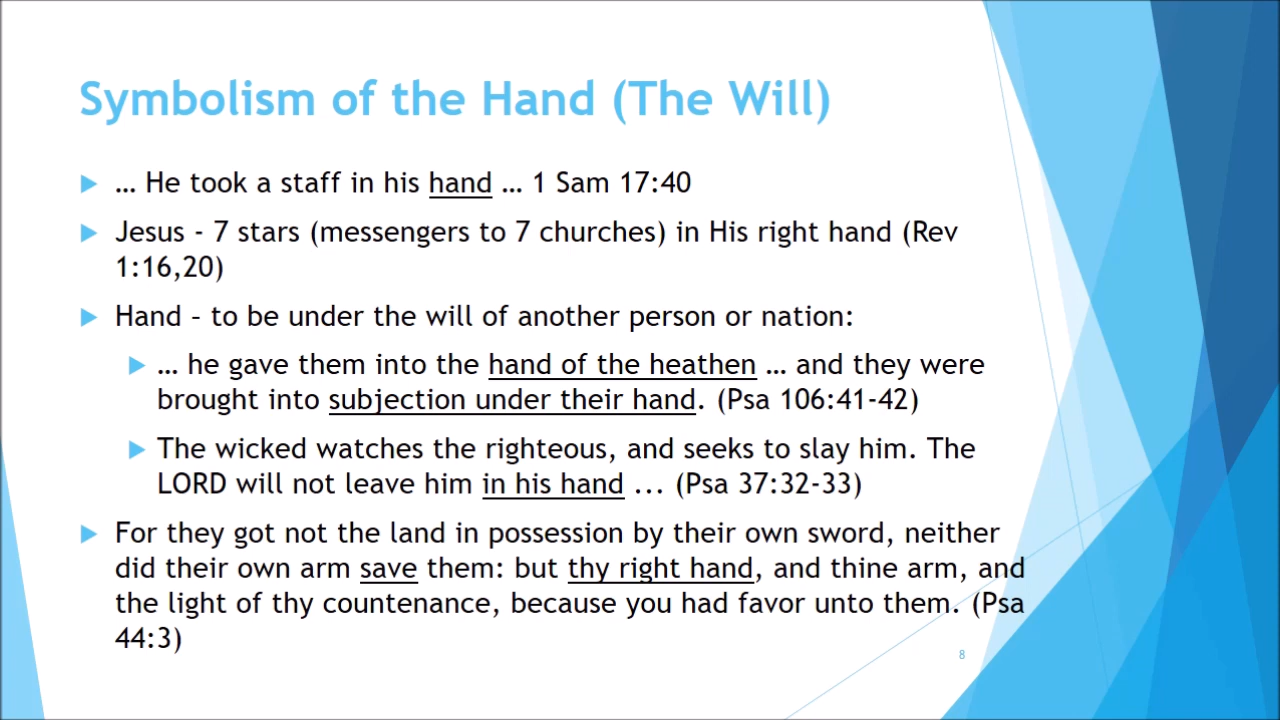 Symbolism of the Hand (The Will)
… He took a staff in his hand … 1 Sam 17:40
Jesus - 7 stars (messengers to 7 churches) in His right hand (Rev
1:16,20)
Hand – to be under the will of another person or nation:
… he gave them into the hand of the heathen … and they were
brought into subjection under their hand. (Psa 106:41-42)
The wicked watches the righteous, and seeks to slay him. The
LORD will not leave him in his hand ... (Psa 37:32-33)
For they got not the land in possession by their own sword, neither
did their own arm save them: but thy right hand, and thine arm, and
the light of thy countenance, because you had favor unto them. (Psa
44:3)
8